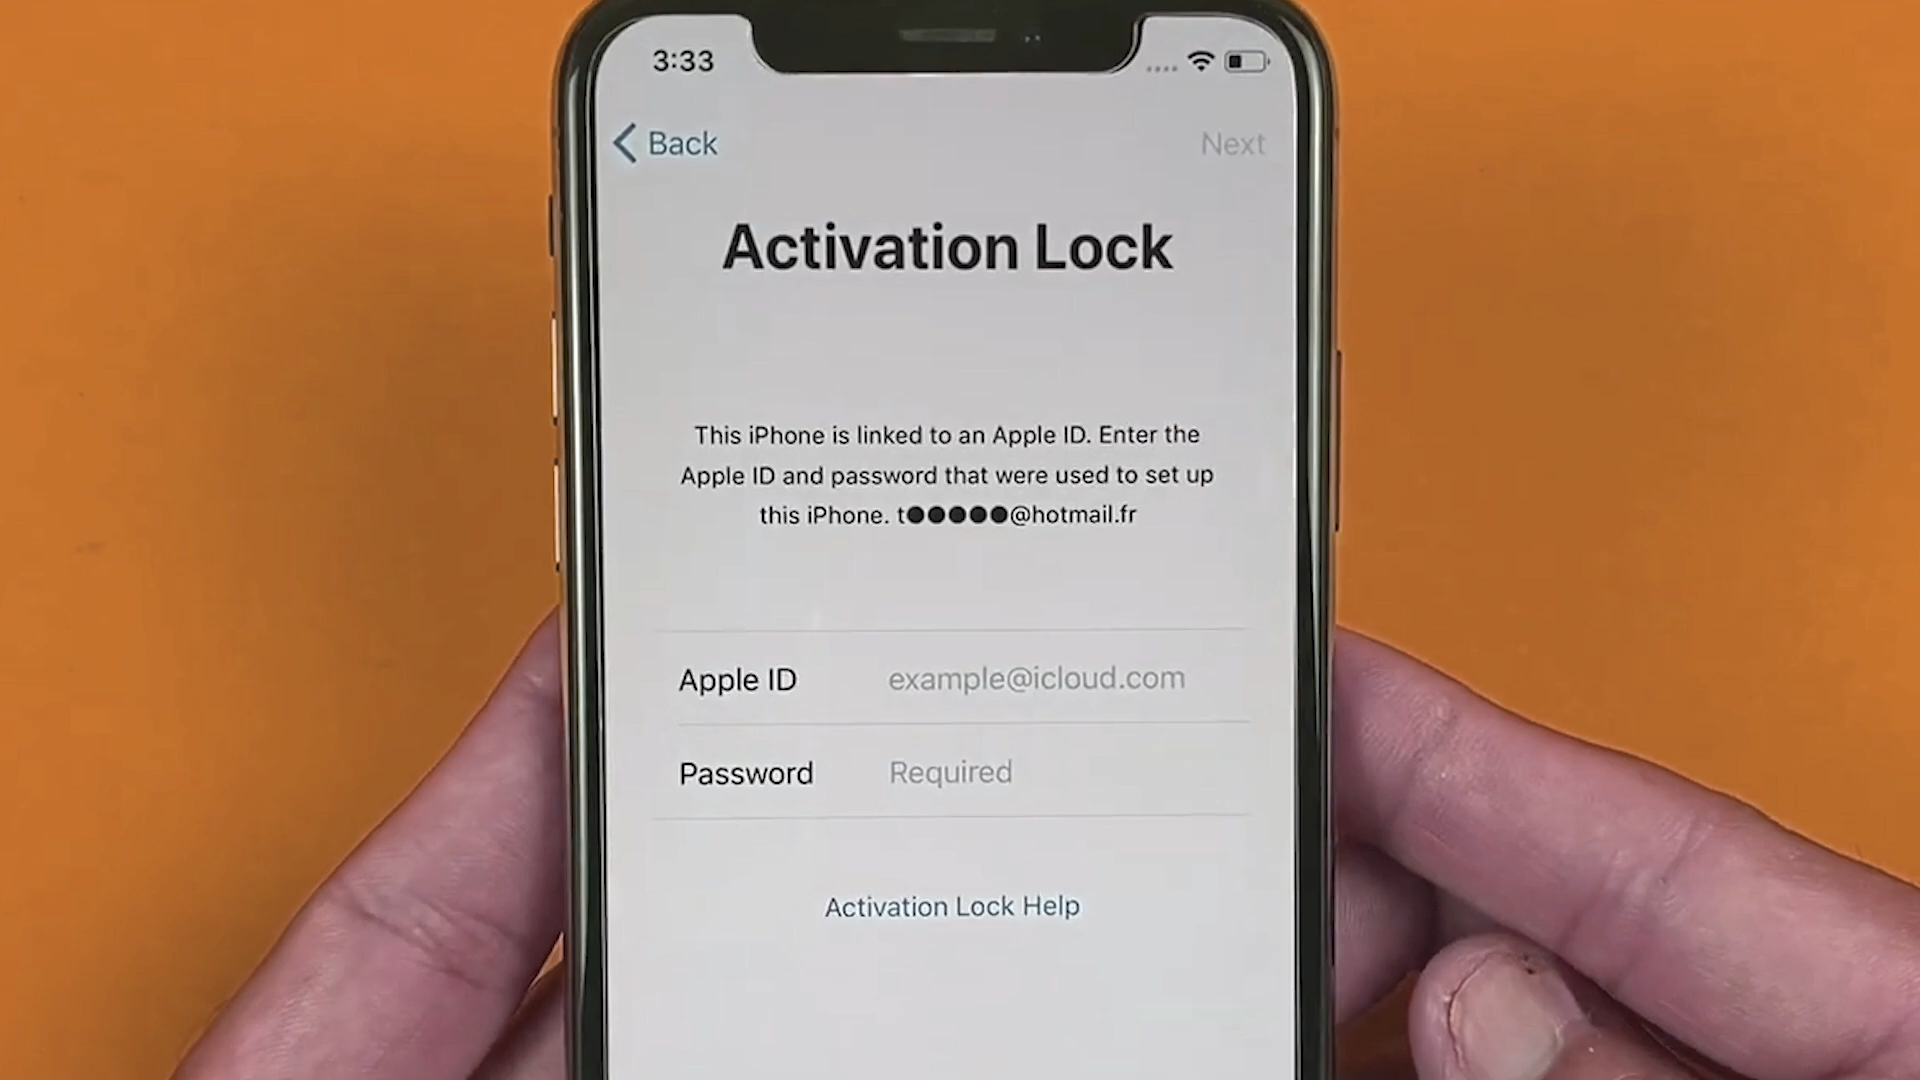 3:33
Back
Next
Activation Lock
This iPhone is linked to an Apple ID. Enter the
Apple ID and password that were used to set up
this iPhone. t●●●●●@hotmail.fr
Apple ID example@icloud.com
Password Required
Activation Lock Help